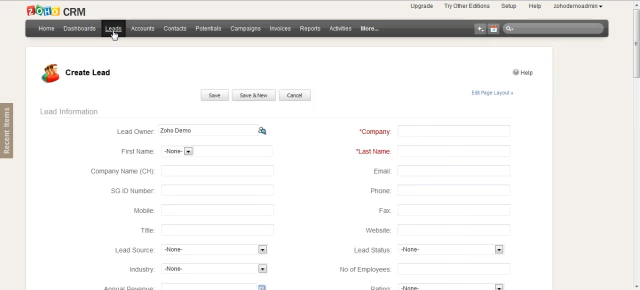 ZOHO CRM
Upgrade Try Other Editions Setup Help zohodemoadmin
Home Dashboards Leads Accounts Contacts Potentials Campaigns Invoices Reports Activities More...
Create Lead
Help
Save Save & New Cancel
Edit Page Layout »
Recent Items
Lead Information
Lead Owner: Zoho Demo
*Company:
First Name: -None-
*Last Name:
Company Name (CH):
Email:
SG ID Number:
Phone:
Mobile:
Fax:
Title:
Website:
Lead Source: -None-
Lead Status: -None-
Industry: -None-
No of Employees:
Annual Revenue:
Rating: -None-